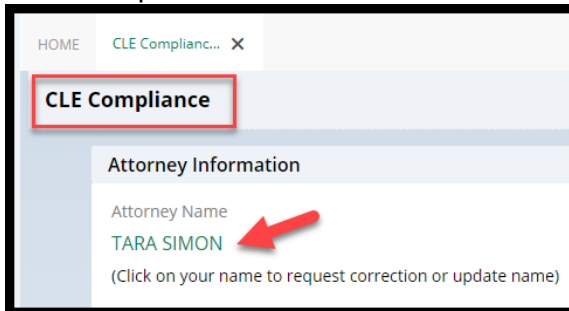 HOME CLE Complianc... X
CLE Compliance
Attorney Information
Attorney Name
TARA SIMON
(Click on your name to request correction or update name)